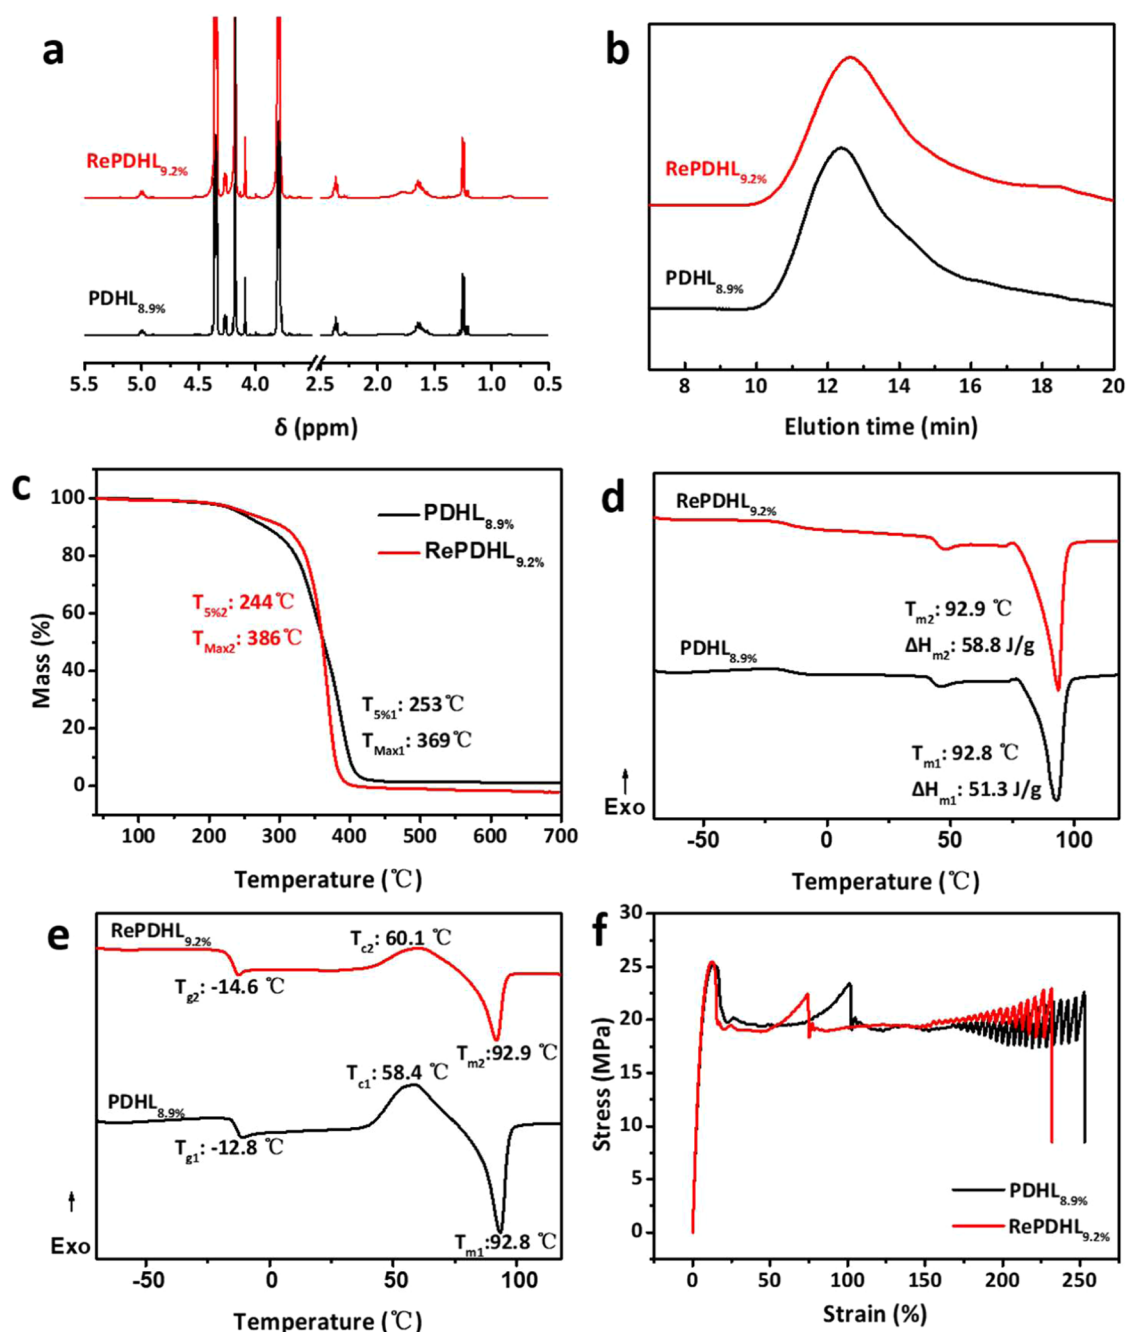 a
RePDHL9.2%
PDHL8.9%
5.5 5.0 4.5 4.0 2.5 2.0 1.5 1.0 0.5
δ (ppm)
b
RePDHL9.2%
PDHL8.9%
8 10 12 14 16 18 20
Elution time (min)
c
PDHL8.9%
RePDHL9.2%
T5%2: 244℃
TMax2: 386℃
T5%1: 253℃
TMax1: 369℃
100
80
60
40
20
0
Mass (%)
100 200 300 400 500 600 700
Temperature (℃)
d
RePDHL9.2%
Tm2: 92.9 ℃
ΔHm2: 58.8 J/g
PDHL8.9%
Tm1: 92.8 ℃
ΔHm1: 51.3 J/g
Exo
-50 0 50 100
Temperature (℃)
e
RePDHL9.2%
Tc2: 60.1 ℃
Tg2: -14.6 ℃
Tm2:92.9 ℃
Tc1: 58.4 ℃
PDHL8.9%
Tg1: -12.8 ℃
Tm1:92.8 ℃
Exo
-50 0 50 100
Temperature (℃)
f
30
25
20
15
10
5
0
Stress (MPa)
PDHL8.9%
RePDHL9.2%
0 50 100 150 200 250
Strain (%)